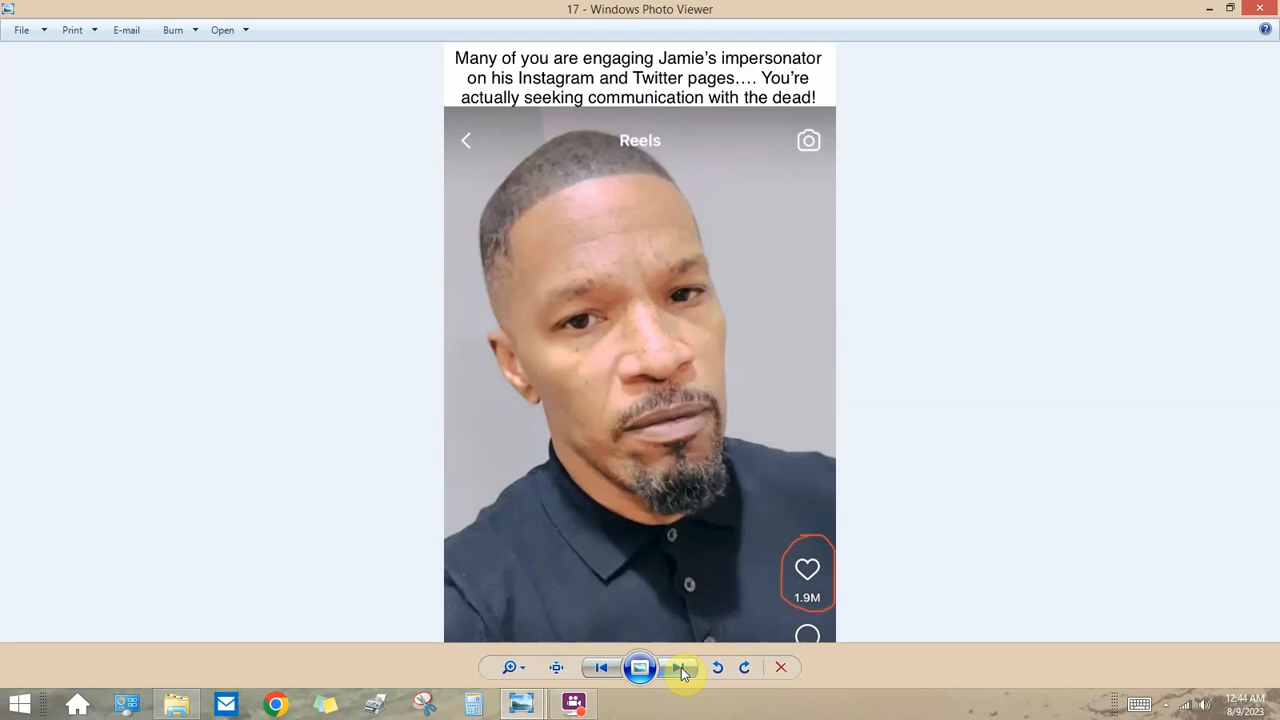 17 - Windows Photo Viewer
File Print E-mail Burn Open
Many of you are engaging Jamie's impersonator
on his Instagram and Twitter pages…. You're
actually seeking communication with the dead!
Reels
1.9M
12:44 AM
8/9/2023